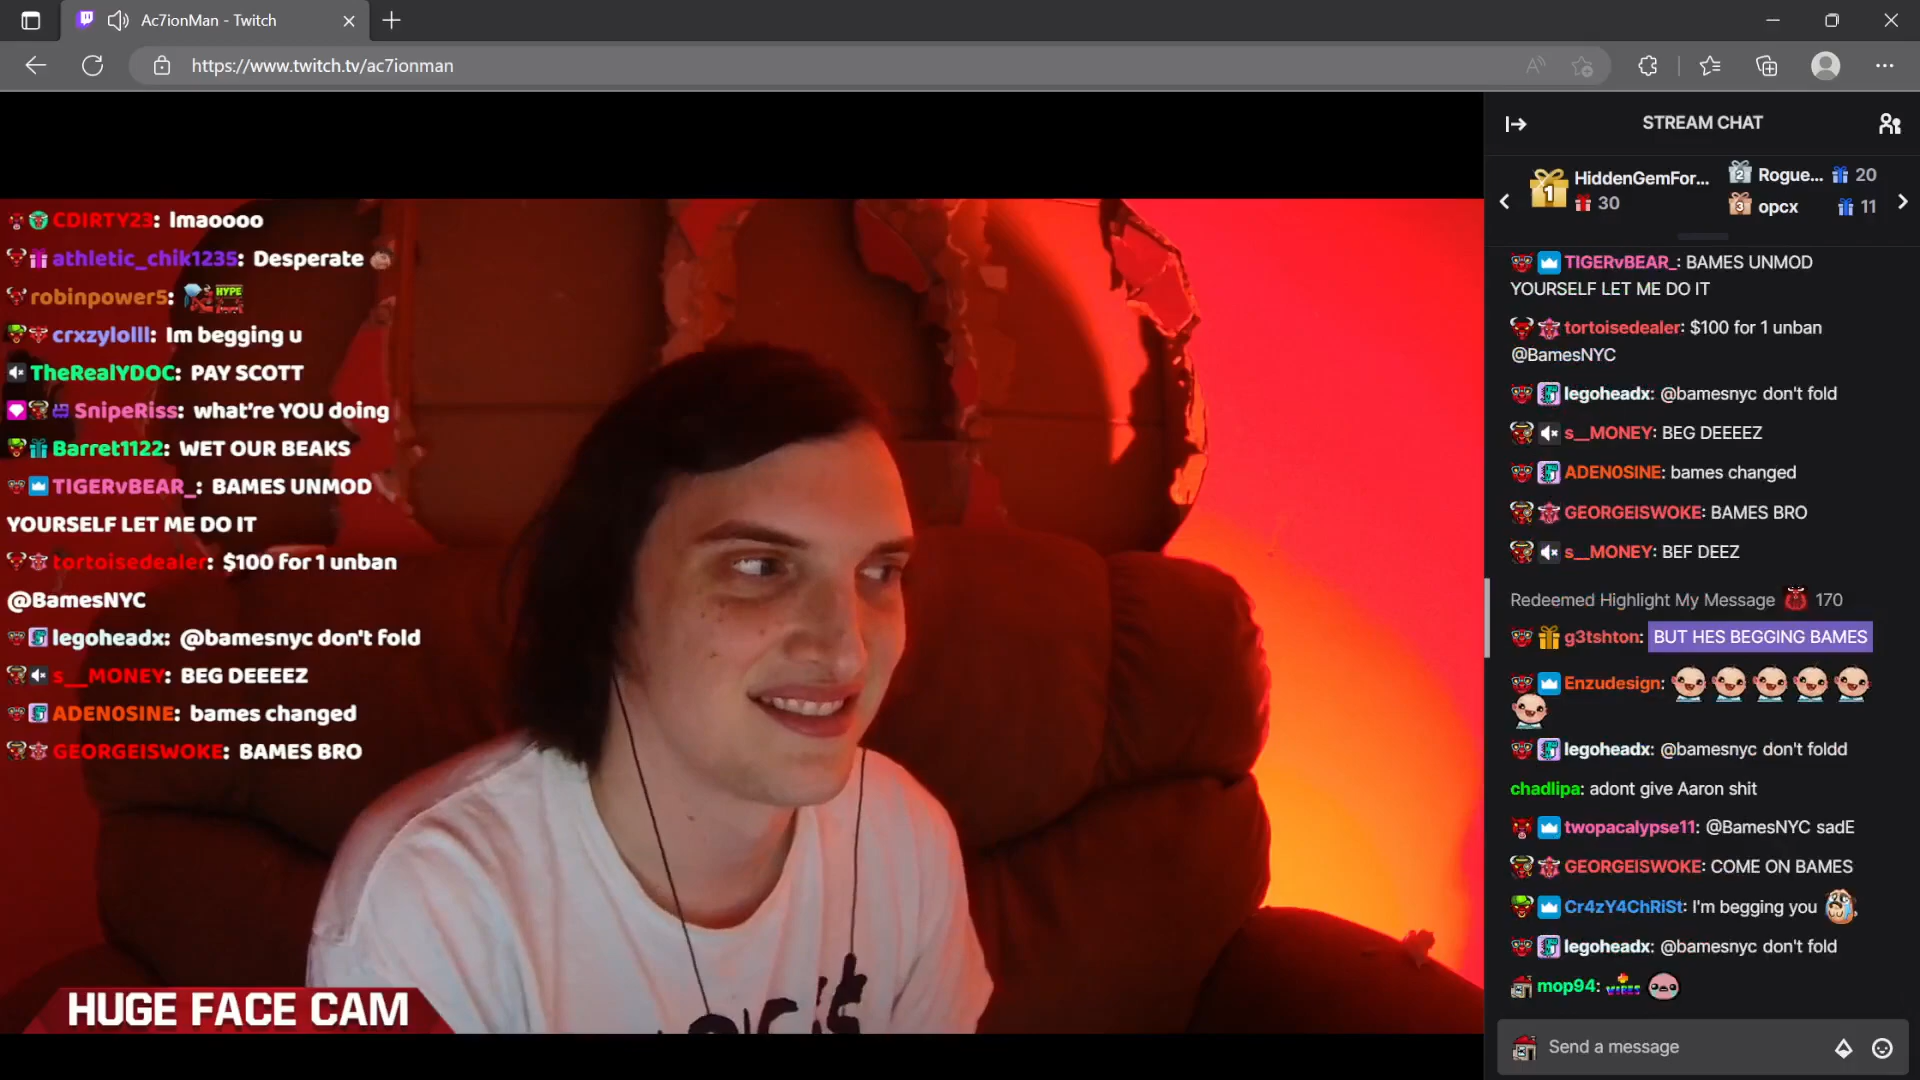 Ac7ionMan - Twitch
https://www.twitch.tv/ac7ionman
CDIRTY23: lmaoooo
athletic_chik1235: Desperate
robinpower5: HYPE
crxzylolll: Im begging u
TheRealYDOC: PAY SCOTT
SnipeRiss: what're YOU doing
Barret1122: WET OUR BEAKS
TIGERvBEAR_: BAMES UNMOD
YOURSELF LET ME DO IT
tortoisedealer: $100 for 1 unban
@BamesNYC
legoheadx: @bamesnyc don't fold
s__MONEY: BEG DEEEEZ
ADEN0SINE: bames changed
GEORGEISWOKE: BAMES BRO
HUGE FACE CAM
STREAM CHAT
1 HiddenGemFor...
30
2 Rogue... 20
3 opcx 11
TIGERvBEAR_: BAMES UNMOD
YOURSELF LET ME DO IT
tortoisedealer: $100 for 1 unban
@BamesNYC
legoheadx: @bamesnyc don't fold
s__MONEY: BEG DEEEEZ
ADEN0SINE: bames changed
GEORGEISWOKE: BAMES BRO
s__MONEY: BEF DEEZ
Redeemed Highlight My Message 170
g3tshton: BUT HES BEGGING BAMES
Enzudesign:
legoheadx: @bamesnyc don't foldd
chadlipa: adont give Aaron shit
twopacalypse11: @BamesNYC sadE
GEORGEISWOKE: COME ON BAMES
Cr4zY4ChRiSt: I'm begging you
legoheadx: @bamesnyc don't fold
mop94: VIBES
Send a message